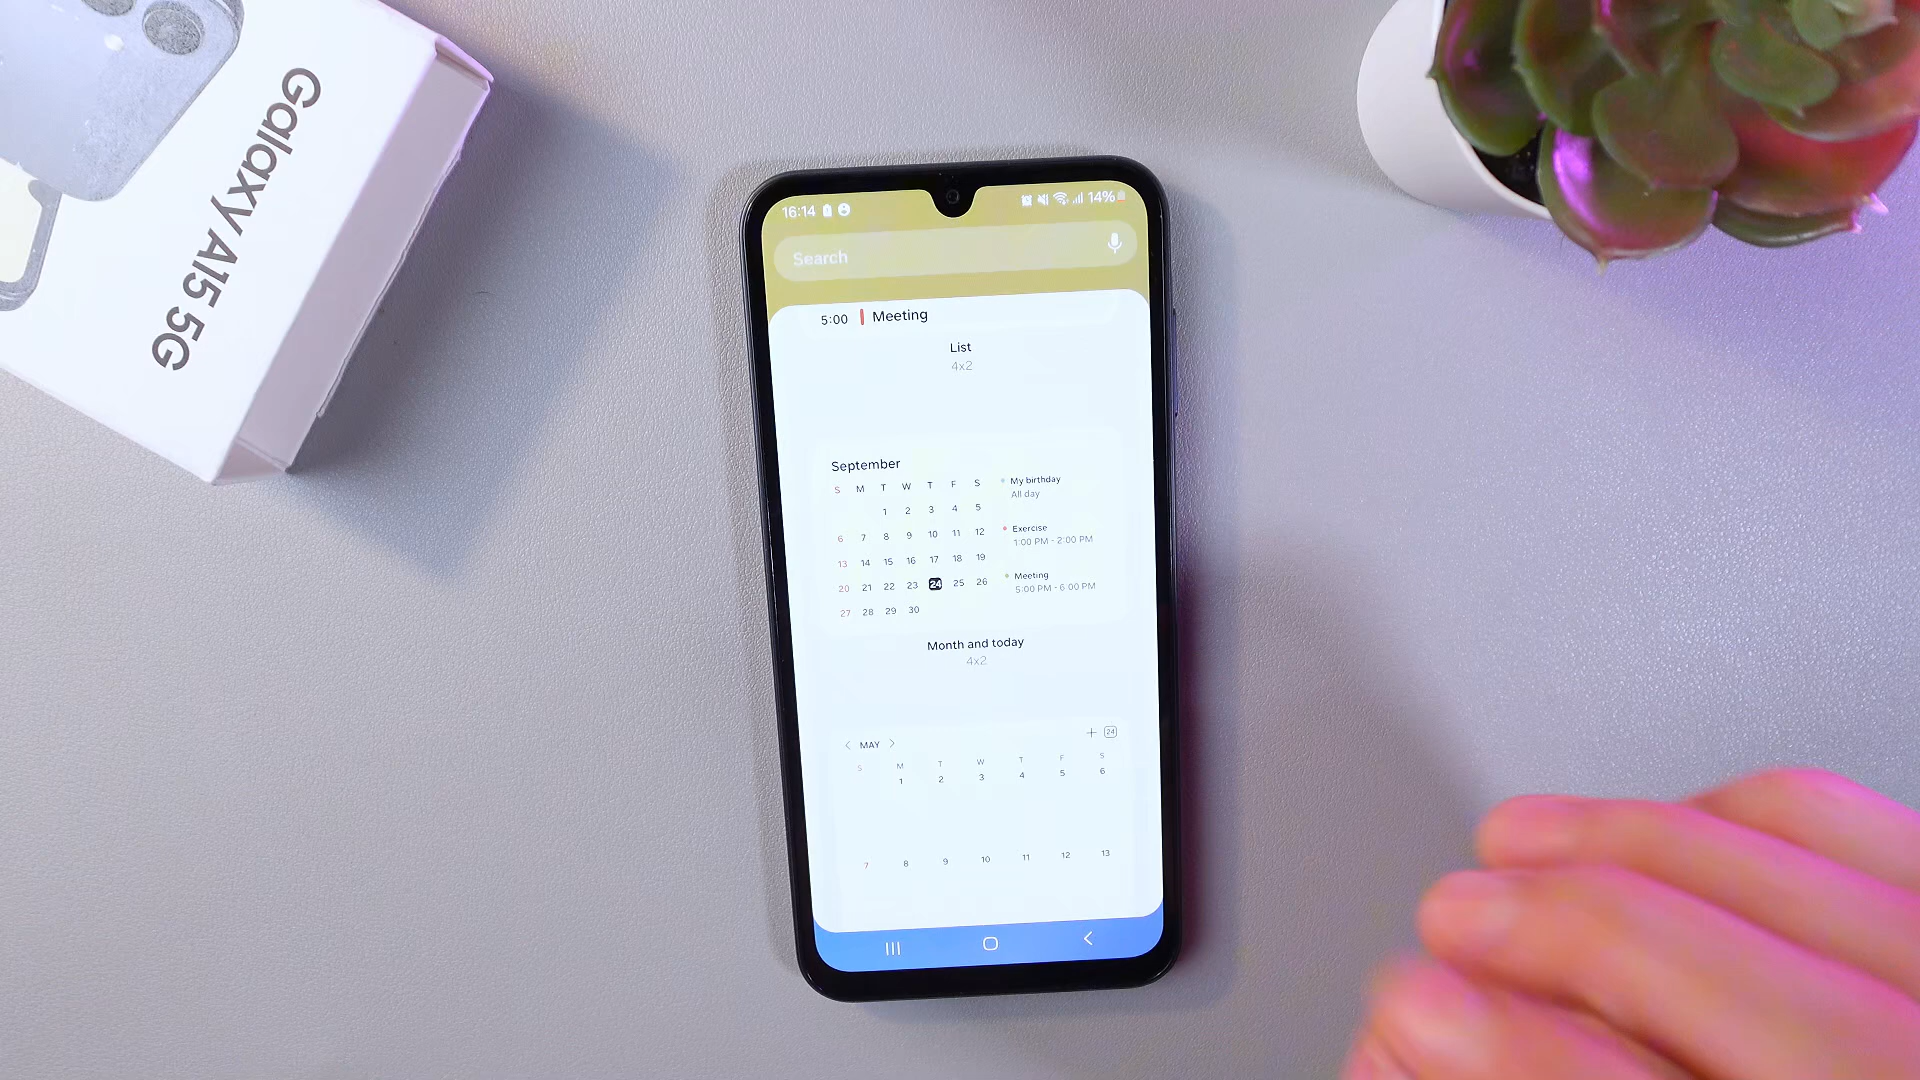 Galaxy A15 5G
16:14 14%
Search
5:00 Meeting
List
4x2
September
S M T W T F S
1 2 3 4 5
6 7 8 9 10 11 12
13 14 15 16 17 18 19
20 21 22 23 24 25 26
27 28 29 30
My birthday
All day
Exercise
1:00 PM - 2:00 PM
Meeting
5:00 PM - 6:00 PM
Month and today
4x2
< MAY > + 24
S M T W T F S
1 2 3 4 5 6
7 8 9 10 11 12 13